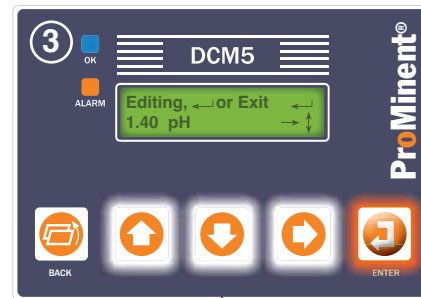 3
OK
DCM5
ALARM
Editing, ↵ or Exit ↵
1.40 pH → ↕
ProMinent®
BACK
ENTER